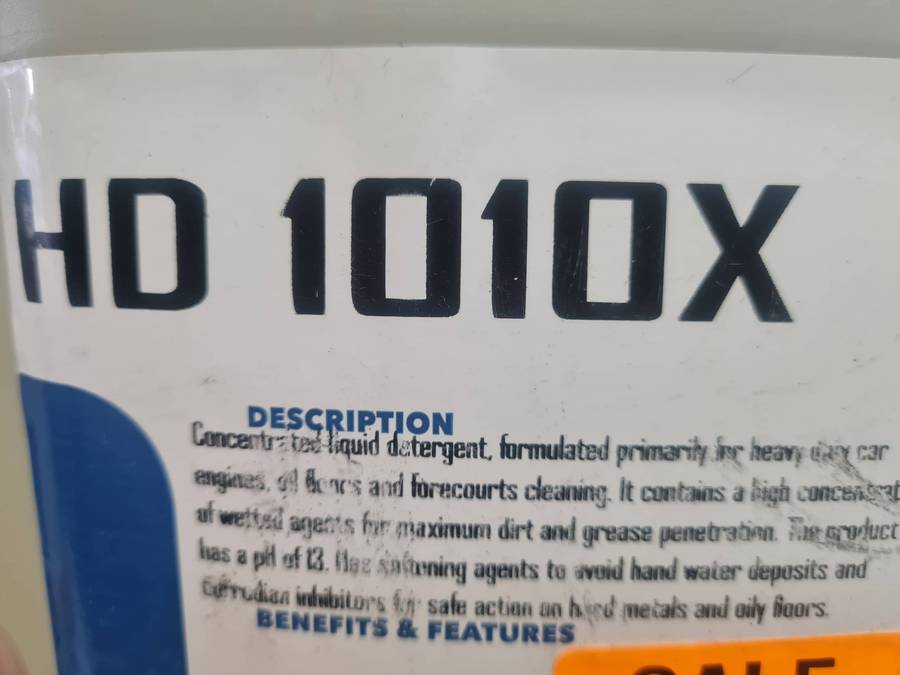 HD 1010X
DESCRIPTION
Concentrated liquid detergent, formulated primarily for heavy duty car
engines, oil floors and forecourts cleaning. It contains a high
of wetted agents for maximum dirt and grease penetration. The product
has a pH of 13. Has softening agents to avoid hand water deposits and
inhibitors for safe action on hard metals and oily floors.
BENEFITS & FEATURES
SALE